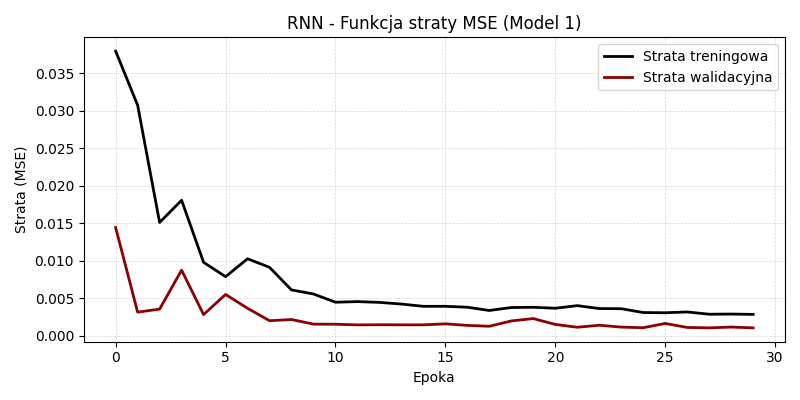 RNN - Funkcja straty MSE (Model 1)
Strata treningowa
Strata walidacyjna
Strata (MSE)
0.035
0.030
0.025
0.020
0.015
0.010
0.005
0.000
0 5 10 15 20 25 30
Epoka